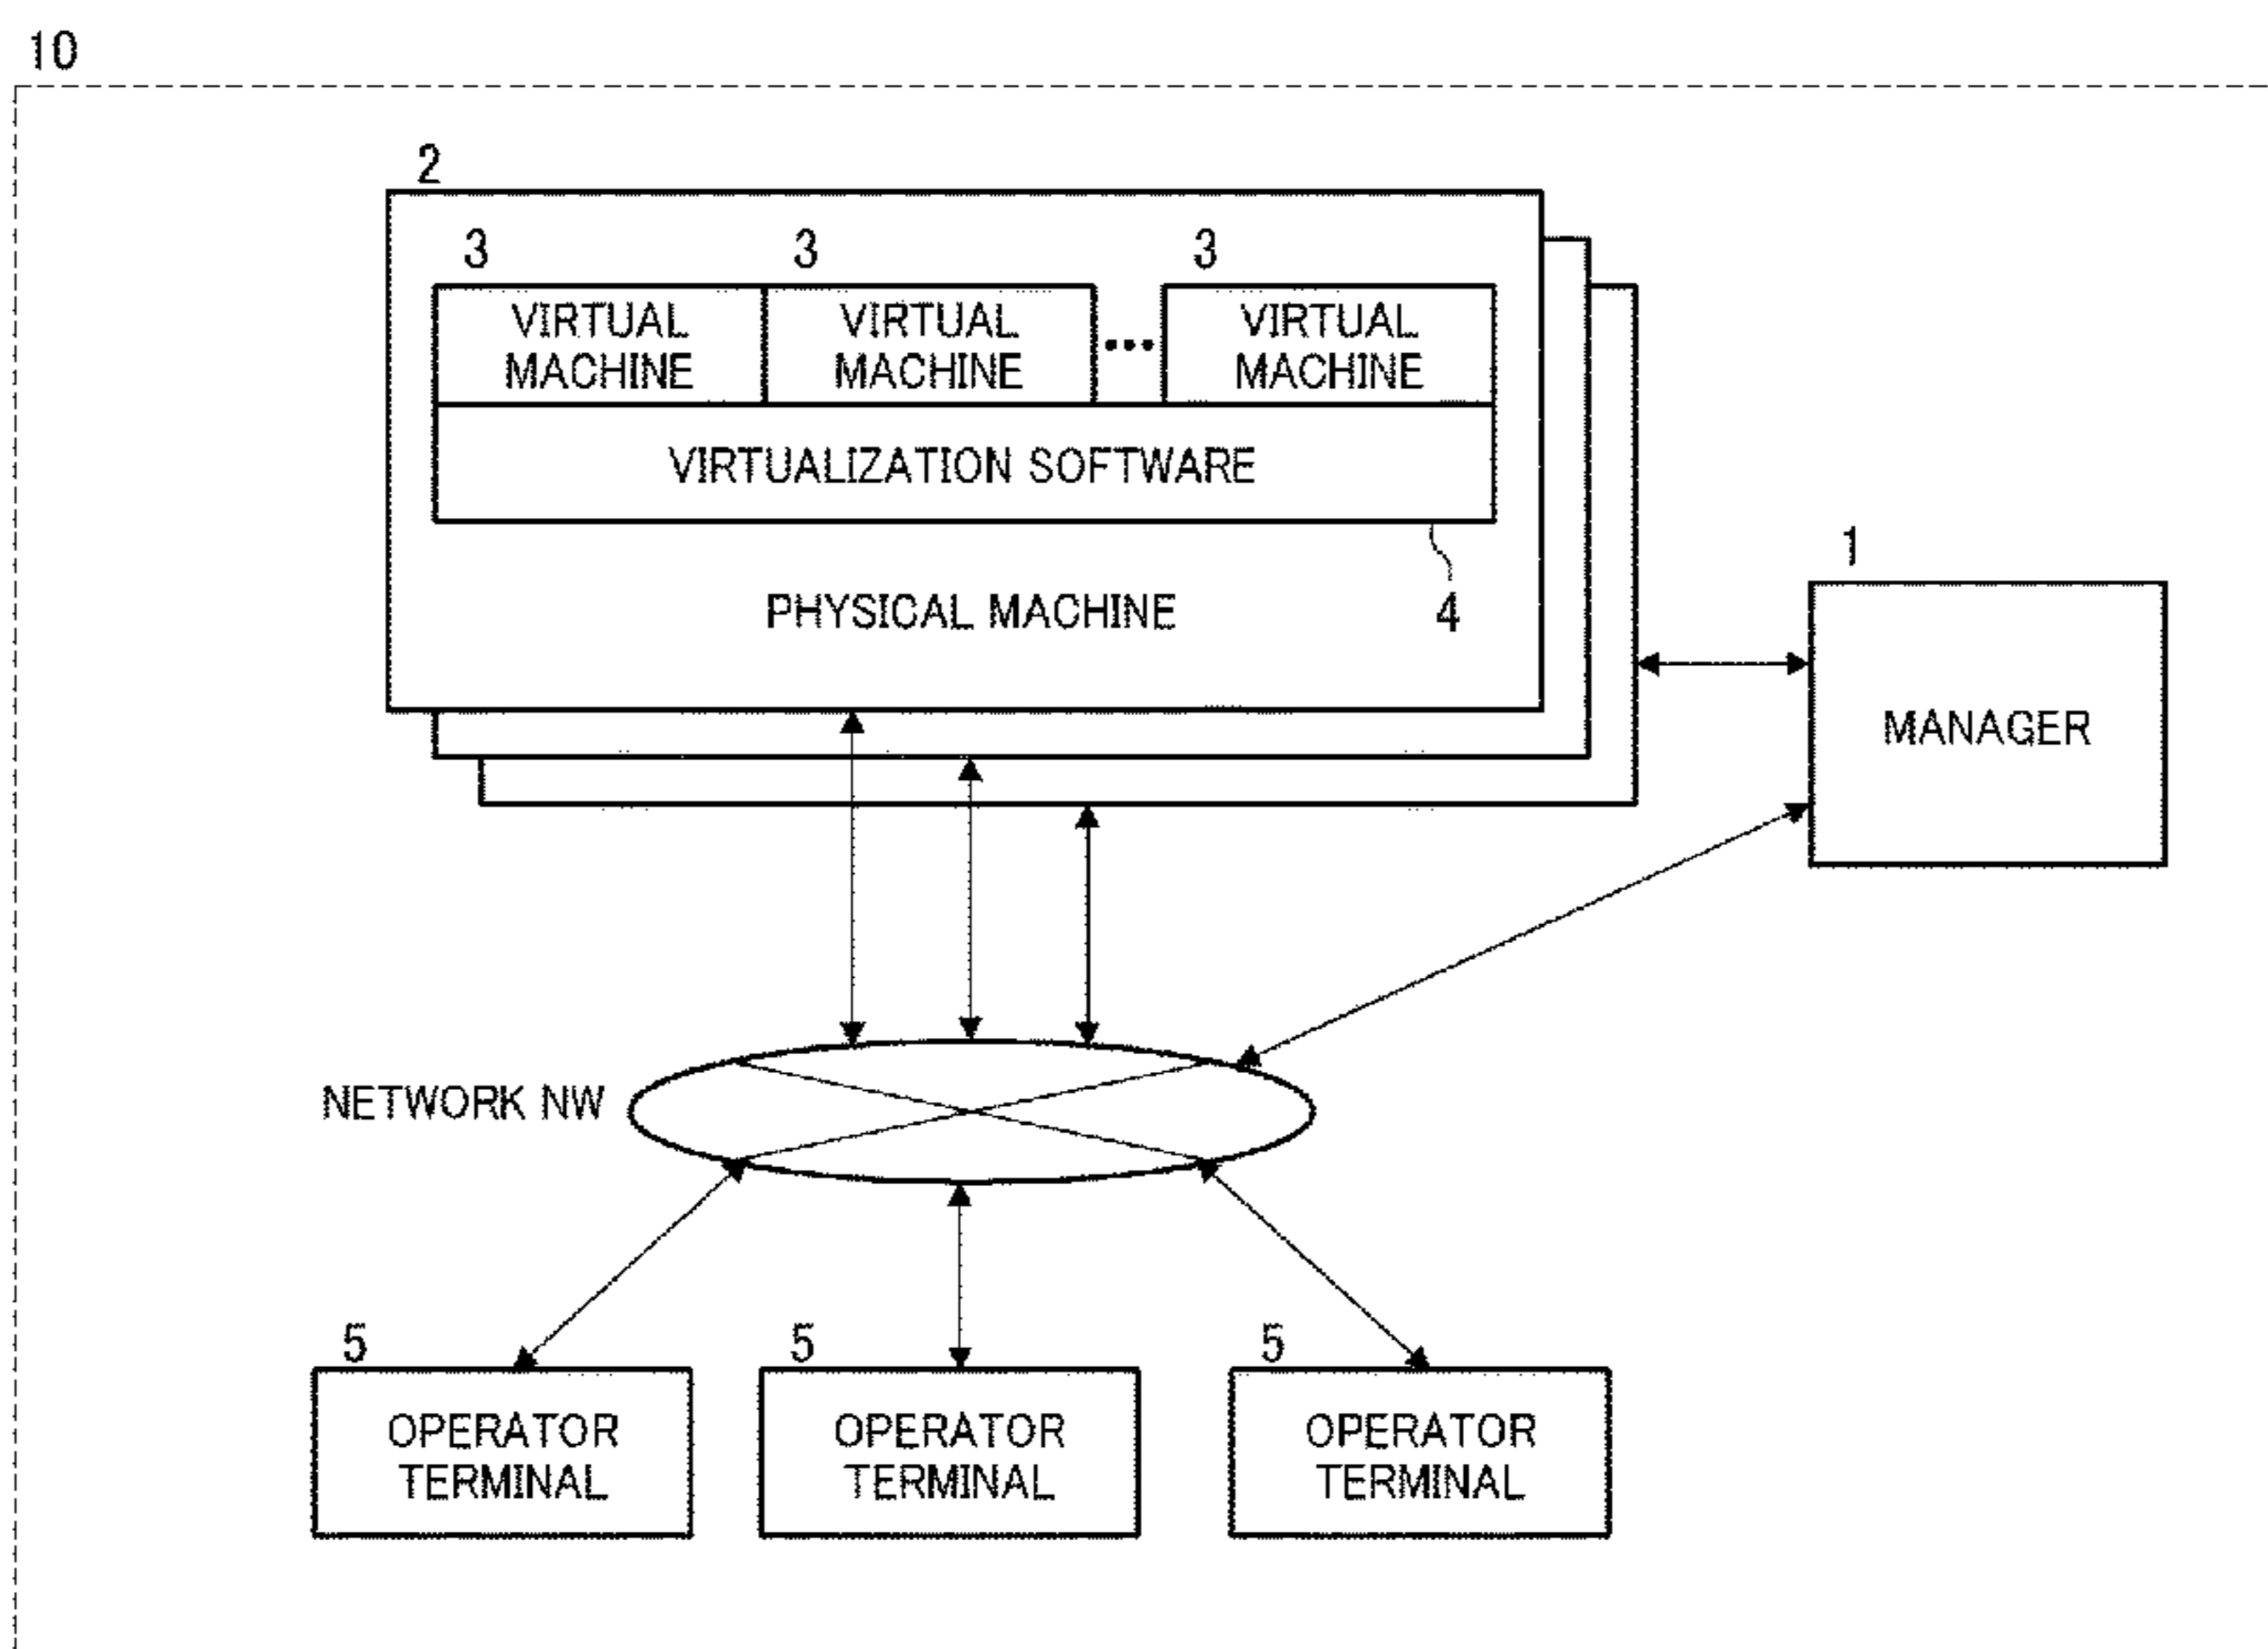 10
2
3
3
3
VIRTUAL
MACHINE
VIRTUAL
MACHINE
•••
VIRTUAL
MACHINE
VIRTUALIZATION SOFTWARE
4
PHYSICAL MACHINE
1
MANAGER
NETWORK NW
5
5
5
OPERATOR
TERMINAL
OPERATOR
TERMINAL
OPERATOR
TERMINAL